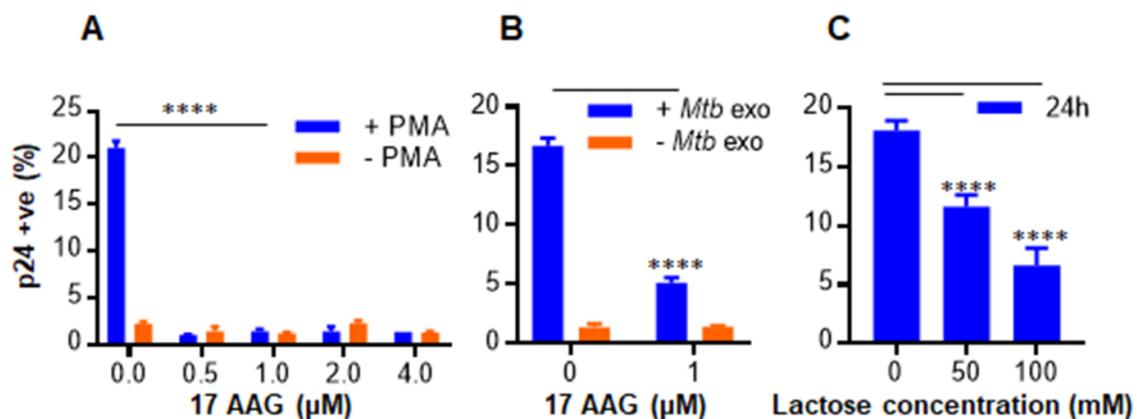 A
p24 +ve (%)
25
20
15
10
5
0
****
+ PMA
- PMA
0.0 0.5 1.0 2.0 4.0
17 AAG (µM)
B
20
15
10
5
0
+ Mtb exo
- Mtb exo
****
0 1
17 AAG (µM)
C
20
15
10
5
0
24h
****
****
0 50 100
Lactose concentration (mM)